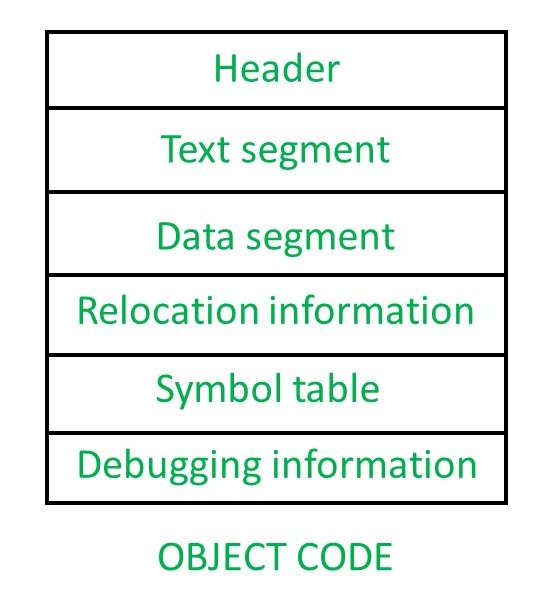 Header
Text segment
Data segment
Relocation information
Symbol table
Debugging information
OBJECT CODE